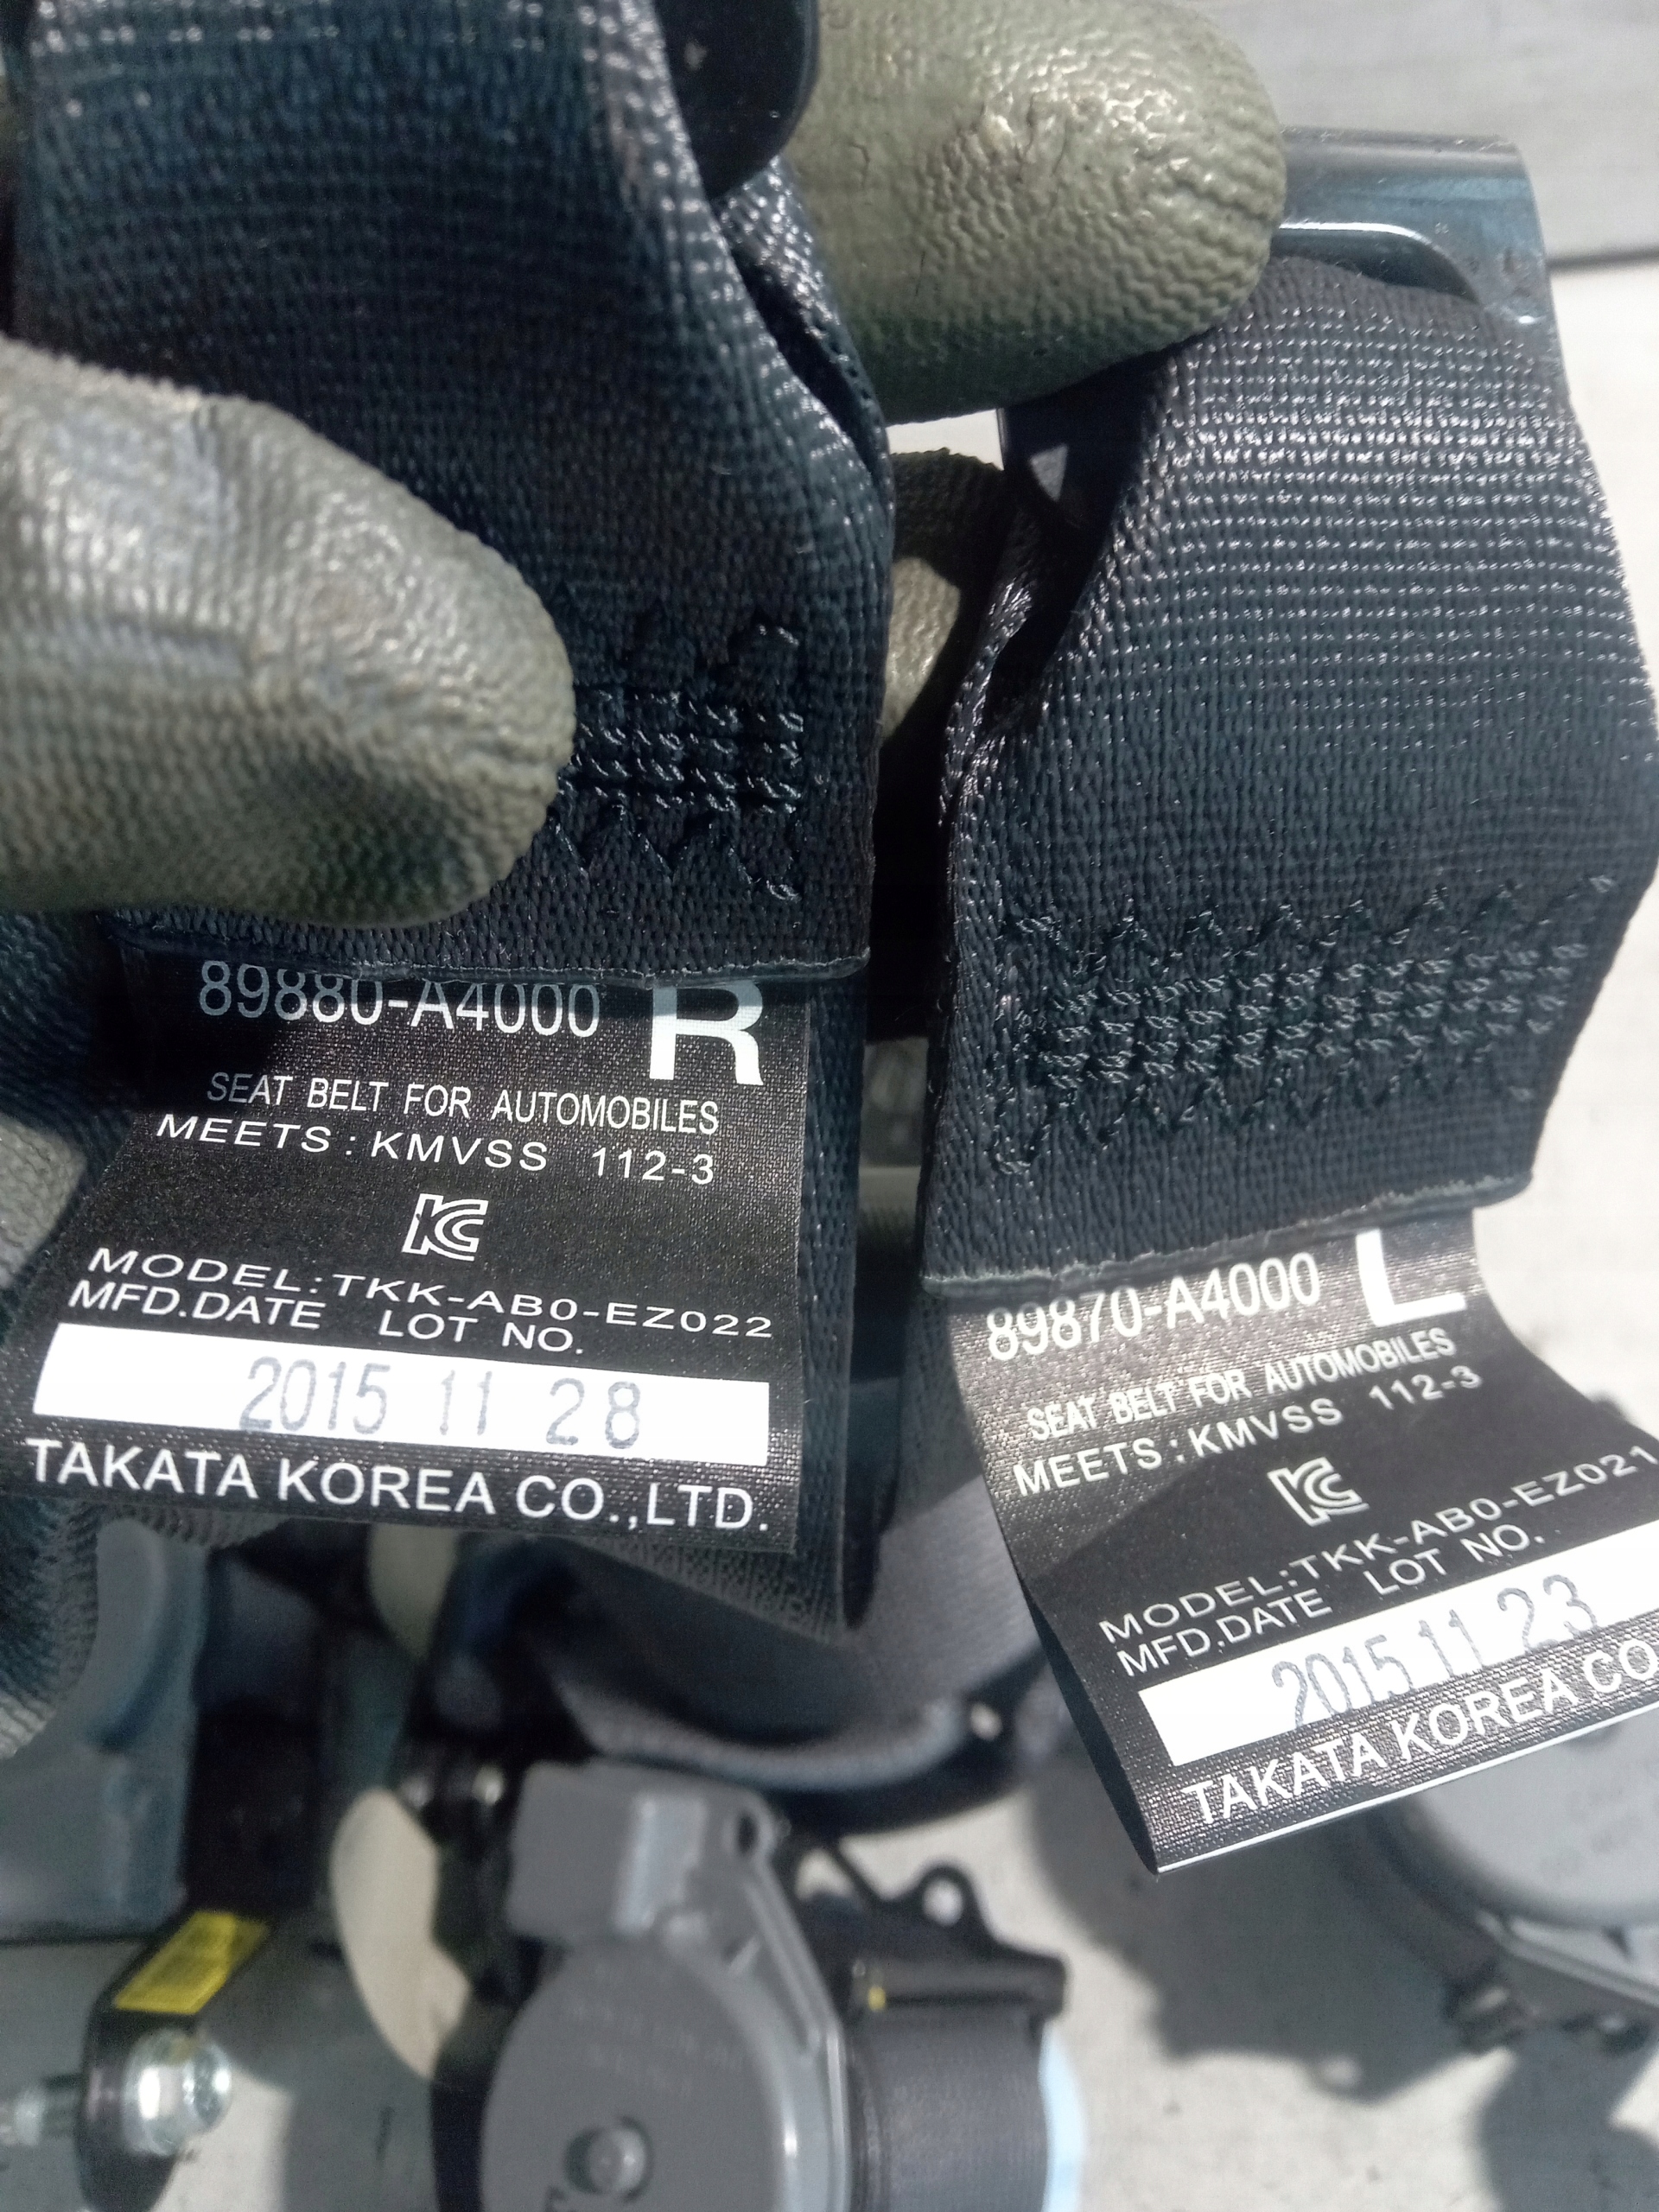 89880-A4000 R
SEAT BELT FOR AUTOMOBILES
MEETS : KMVSS 112-3
KC
MODEL:TKK-AB0-EZ022
MFD.DATE LOT NO.
2015 11 28
TAKATA KOREA CO.,LTD.
89870-A4000 L
SEAT BELT FOR AUTOMOBILES
MEETS : KMVSS 112-3
KC
MODEL:TKK-AB0-EZ021
MFD.DATE LOT NO.
2015 11 23
TAKATA KOREA CO